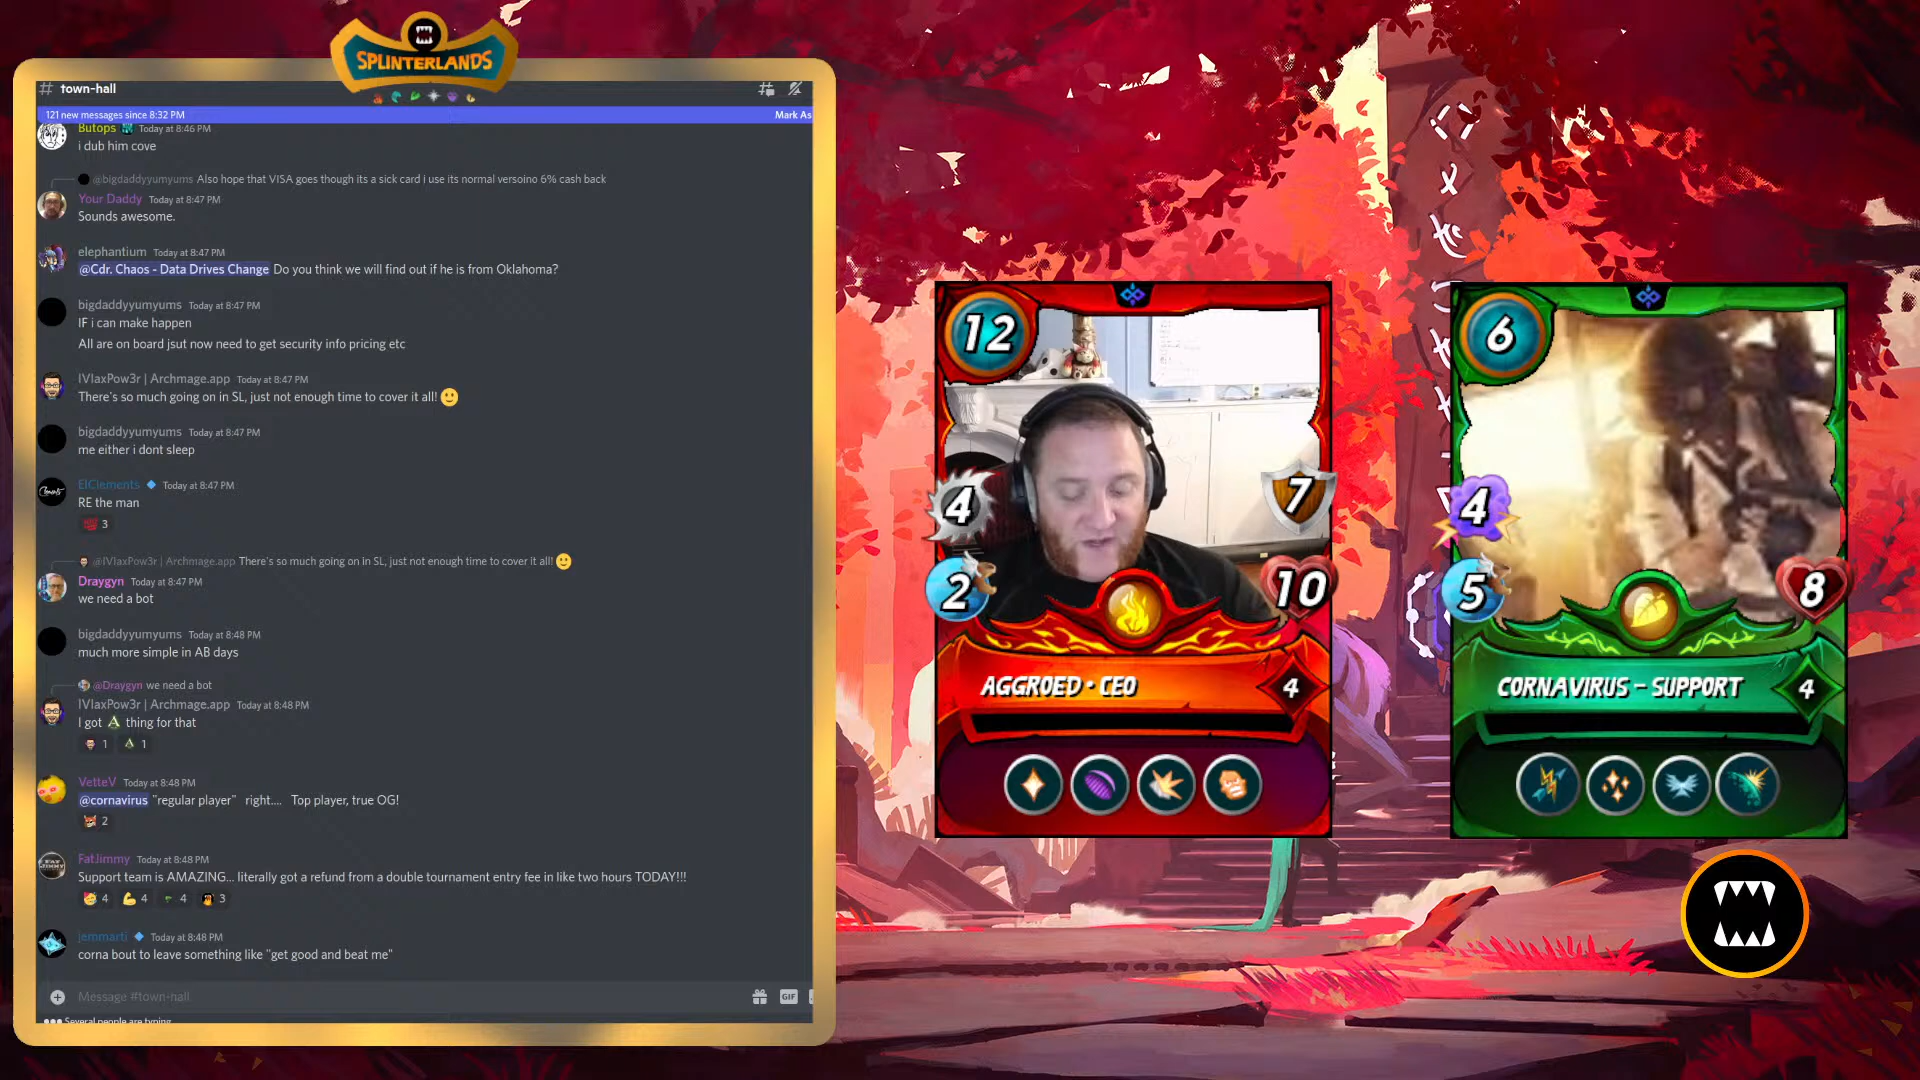 SPLINTERLANDS
# town-hall
121 new messages since 8:32 PM
Mark As
Butops Today at 8:46 PM
i dub him cove
@bigdaddyyumyums Also hope that VISA goes though its a sick card i use its normal versoino 6% cash back
Your Daddy Today at 8:47 PM
Sounds awesome.
elephantium Today at 8:47 PM
@Cdr. Chaos - Data Drives Change Do you think we will find out if he is from Oklahoma?
bigdaddyyumyums Today at 8:47 PM
IF i can make happen
All are on board jsut now need to get security info pricing etc
IVIaxPow3r | Archmage.app Today at 8:47 PM
There's so much going on in SL, just not enough time to cover it all! 🙂
bigdaddyyumyums Today at 8:47 PM
me either i dont sleep
ElClements Today at 8:47 PM
RE the man
3
@IVIaxPow3r | Archmage.app There's so much going on in SL, just not enough time to cover it all! 🙂
Draygyn Today at 8:47 PM
we need a bot
bigdaddyyumyums Today at 8:48 PM
much more simple in AB days
@Draygyn we need a bot
IVIaxPow3r | Archmage.app Today at 8:48 PM
I got A thing for that
1 1
VetteV Today at 8:48 PM
@cornavirus "regular player" right.... Top player, true OG!
2
FatJimmy Today at 8:48 PM
Support team is AMAZING... literally got a refund from a double tournament entry fee in like two hours TODAY!!!
4 4 4 3
jemmarti Today at 8:48 PM
corna bout to leave something like "get good and beat me"
Message #town-hall
GIF
Several people are typing
12
4
7
2
10
AGGROED • CEO
4
6
4
5
8
CORNAVIRUS - SUPPORT
4